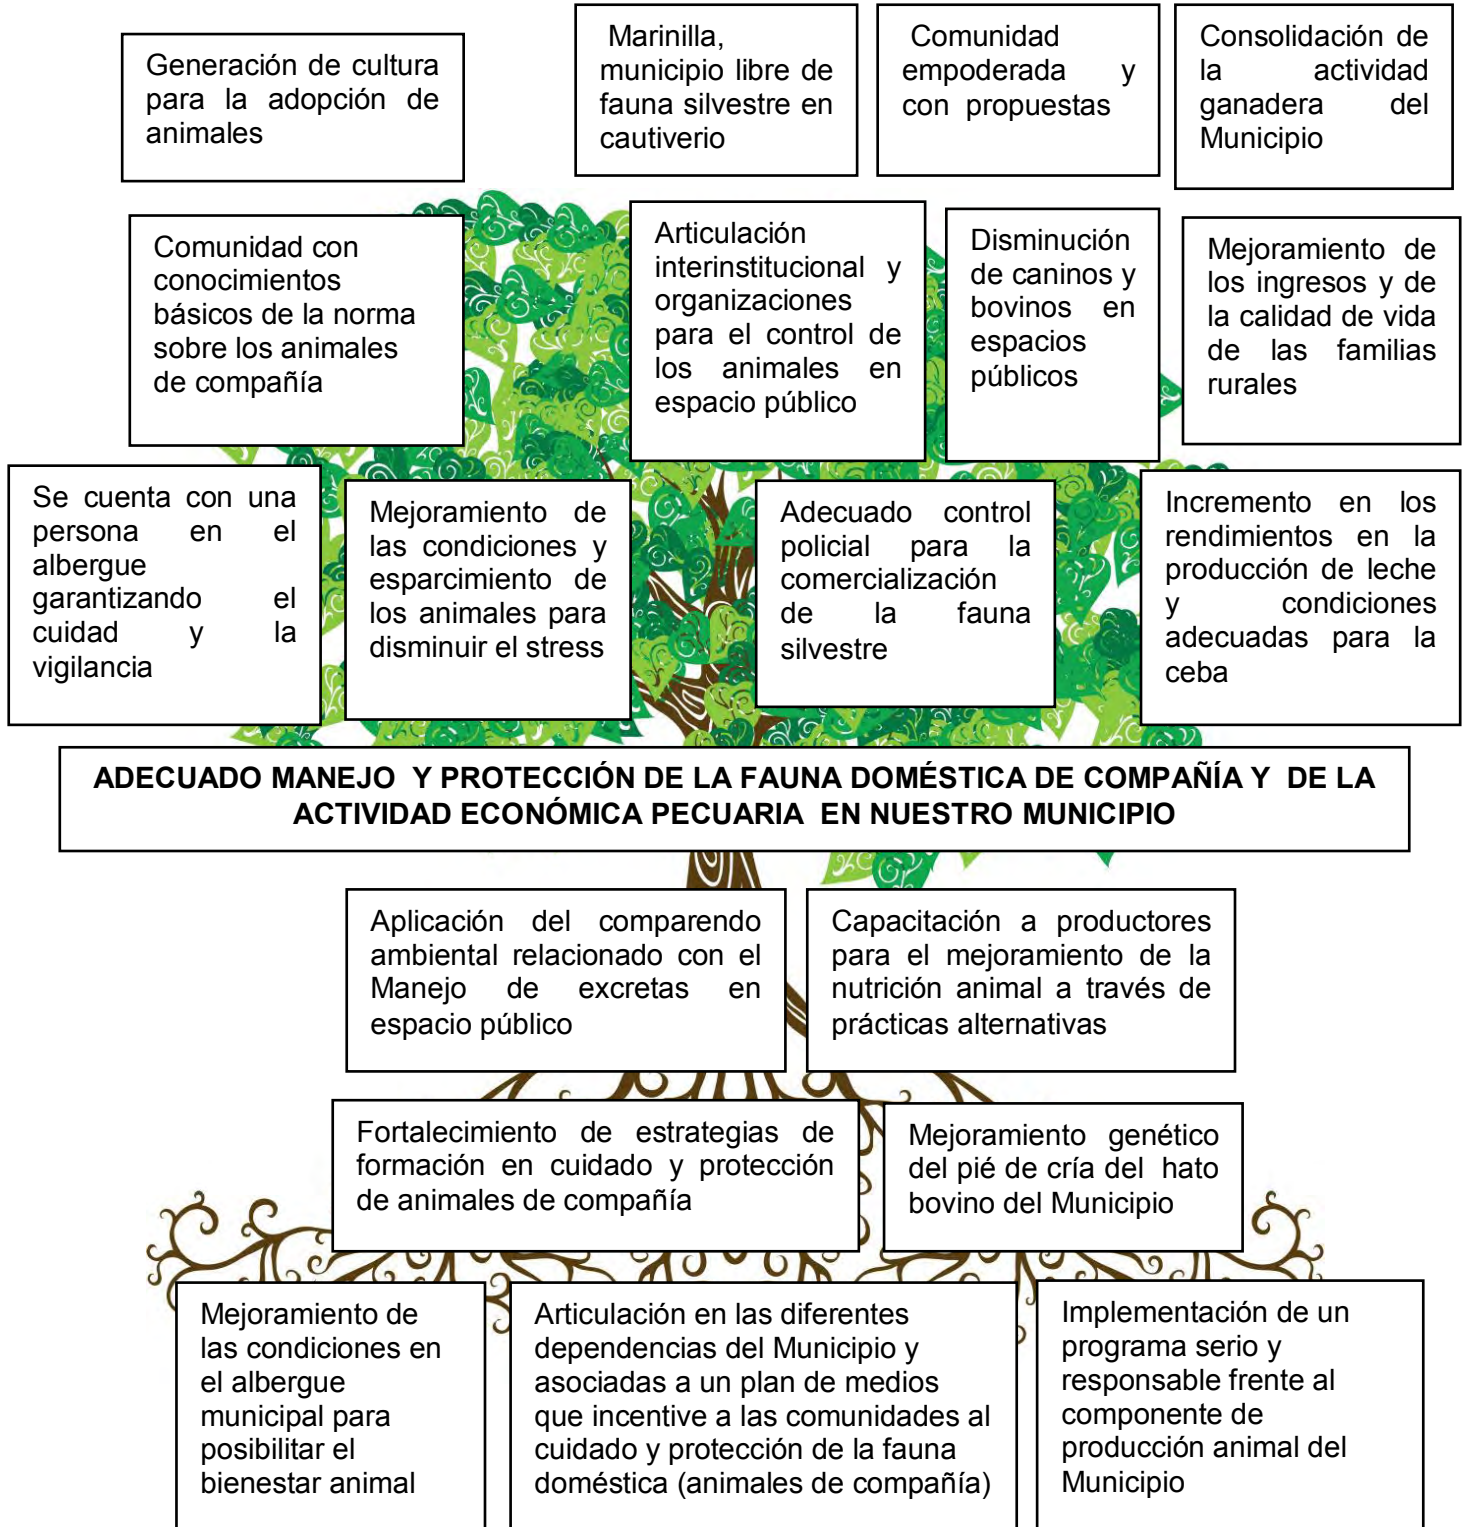 Generación de cultura
para la adopción de
animales
Marinilla,
municipio libre de
fauna silvestre en
cautiverio
Comunidad
empoderada y
con propuestas
Consolidación de
la actividad
ganadera del
Municipio
Comunidad con
conocimientos
básicos de la norma
sobre los animales
de compañía
Articulación
interinstitucional y
organizaciones
para el control de
los animales en
espacio público
Disminución
de caninos y
bovinos en
espacios
públicos
Mejoramiento de
los ingresos y de
la calidad de vida
de las familias
rurales
Se cuenta con una
persona en el
albergue
garantizando el
cuidad y la
vigilancia
Mejoramiento de
las condiciones y
esparcimiento de
los animales para
disminuir el stress
Adecuado control
policial para la
comercialización
de la fauna
silvestre
Incremento en los
rendimientos en la
producción de leche
y condiciones
adecuadas para la
ceba
ADECUADO MANEJO Y PROTECCIÓN DE LA FAUNA DOMÉSTICA DE COMPAÑÍA Y DE LA
ACTIVIDAD ECONÓMICA PECUARIA EN NUESTRO MUNICIPIO
Aplicación del comparendo
ambiental relacionado con el
Manejo de excretas en
espacio público
Capacitación a productores
para el mejoramiento de la
nutrición animal a través de
prácticas alternativas
Fortalecimiento de estrategias de
formación en cuidado y protección
de animales de compañía
Mejoramiento genético
del pié de cría del hato
bovino del Municipio
Mejoramiento de
las condiciones en
el albergue
municipal para
posibilitar el
bienestar animal
Articulación en las diferentes
dependencias del Municipio y
asociadas a un plan de medios
que incentive a las comunidades al
cuidado y protección de la fauna
doméstica (animales de compañía)
Implementación de un
programa serio y
responsable frente al
componente de
producción animal del
Municipio